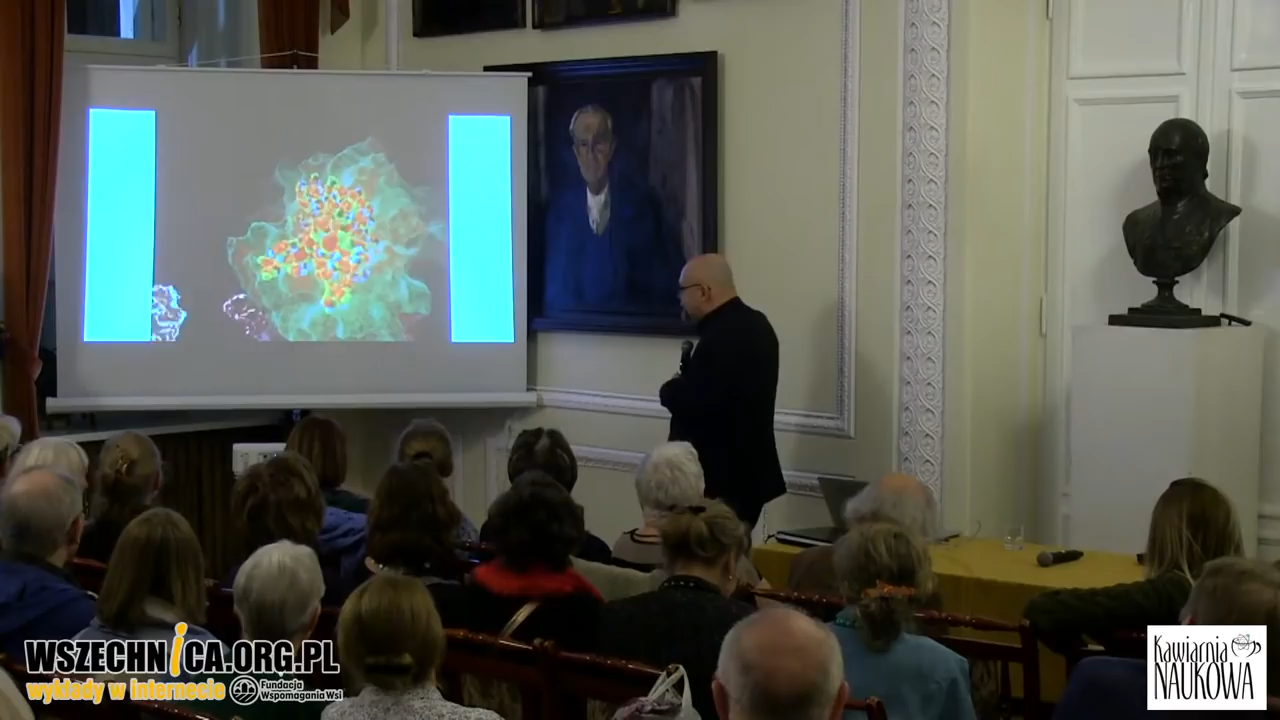 WSZECHNICA.ORG.PL
wykłady w Internecie
Fundacja
Wspomagania Wsi
Kawiarnia
NAUKOWA